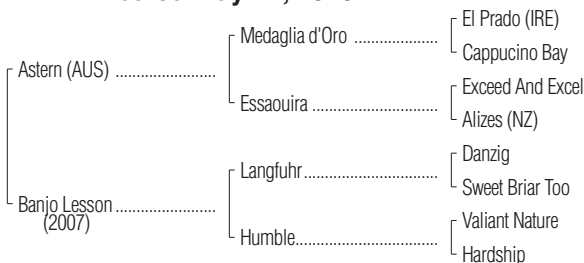 El Prado (IRE)
Medaglia d'Oro
Cappucino Bay
Astern (AUS)
Exceed And Excel
Essaouira
Alizes (NZ)
Danzig
Langfuhr
Sweet Briar Too
Banjo Lesson
(2007)
Valiant Nature
Humble
Hardship